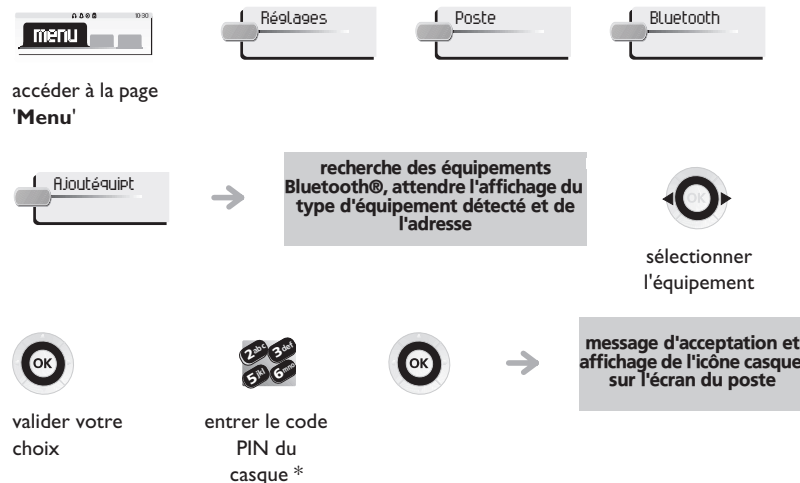 10:30
menu
Réglages
Poste
Bluetooth
accéder à la page
'Menu'
Ajoutéquipt
recherche des équipements
Bluetooth®, attendre l'affichage du
type d'équipement détecté et de
l'adresse
OK
sélectionner
l'équipement
OK
2abc 3def
5jkl 6mno
OK
message d'acceptation et
affichage de l'icône casque
sur l'écran du poste
valider votre
choix
entrer le code
PIN du
casque *